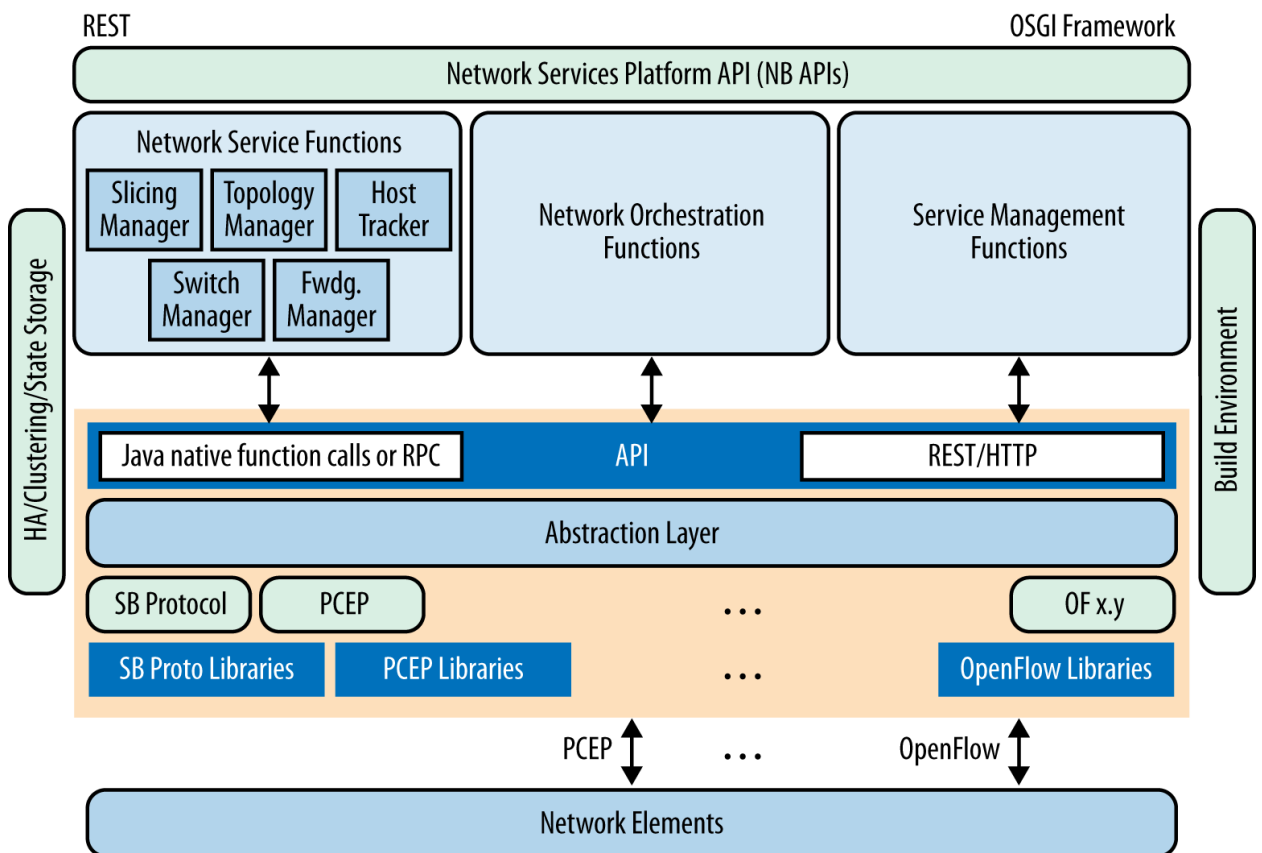 REST
OSGI Framework
Network Services Platform API (NB APIs)
Network Service Functions
Slicing
Manager
Topology
Manager
Host
Tracker
Switch
Manager
Fwdg.
Manager
Network Orchestration
Functions
Service Management
Functions
HA/Clustering/State Storage
Build Environment
Java native function calls or RPC
API
REST/HTTP
Abstraction Layer
SB Protocol
PCEP
...
OF x.y
SB Proto Libraries
PCEP Libraries
...
OpenFlow Libraries
PCEP
...
OpenFlow
Network Elements